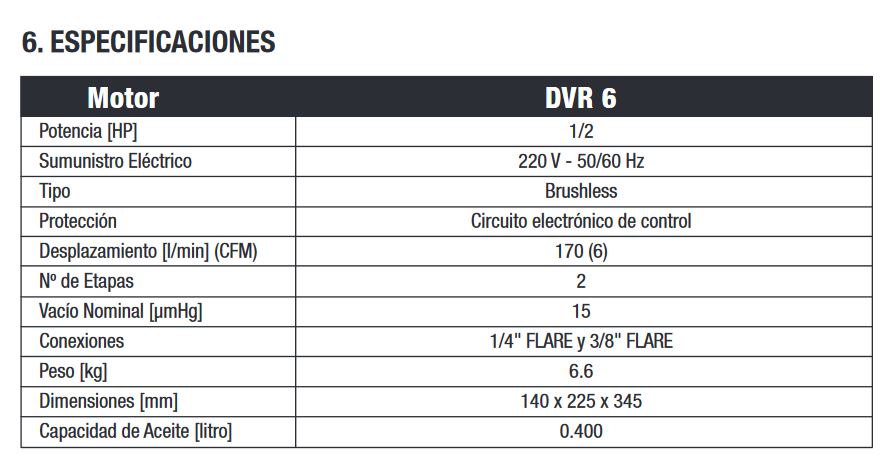 6. ESPECIFICACIONES
Motor DVR 6
Potencia [HP] 1/2
Sumunistro Eléctrico 220 V - 50/60 Hz
Tipo Brushless
Protección Circuito electrónico de control
Desplazamiento [l/min] (CFM) 170 (6)
Nº de Etapas 2
Vacío Nominal [µmHg] 15
Conexiones 1/4" FLARE y 3/8" FLARE
Peso [kg] 6.6
Dimensiones [mm] 140 x 225 x 345
Capacidad de Aceite [litro] 0.400